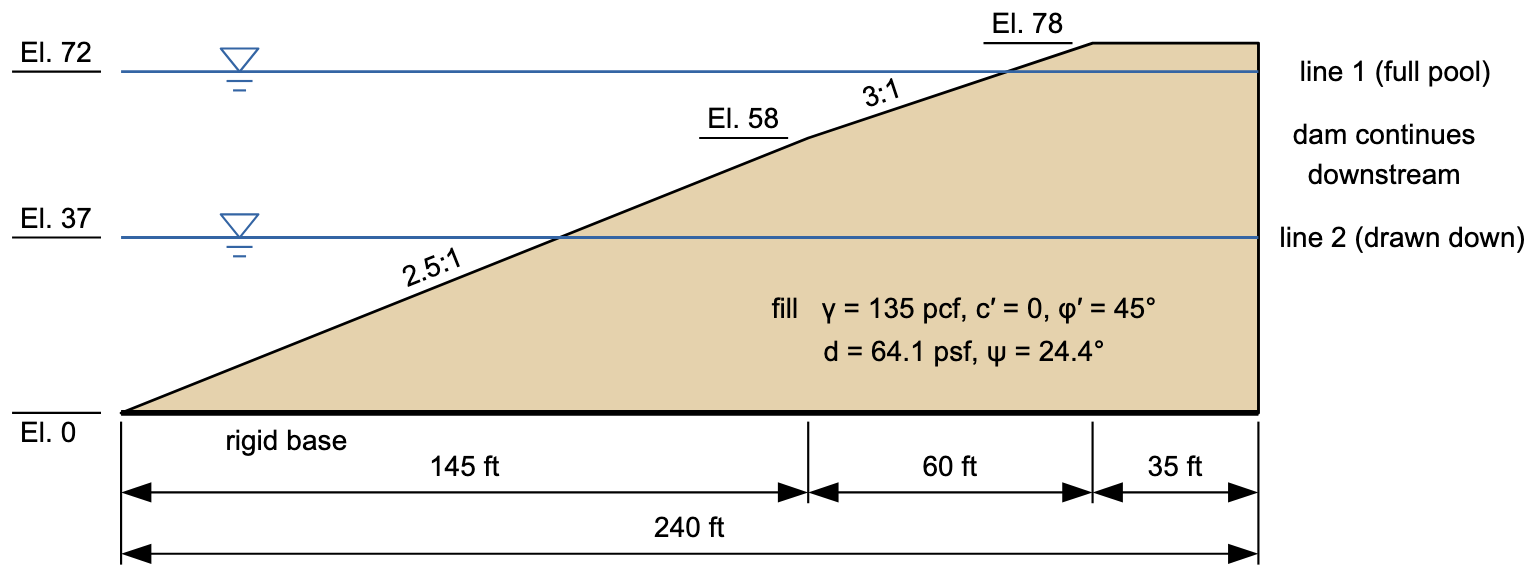 El. 78
El. 72
line 1 (full pool)
3:1
El. 58
dam continues
downstream
El. 37
line 2 (drawn down)
2.5:1
fill γ = 135 pcf, c′ = 0, φ′ = 45°
d = 64.1 psf, ψ = 24.4°
El. 0
rigid base
145 ft
60 ft
35 ft
240 ft